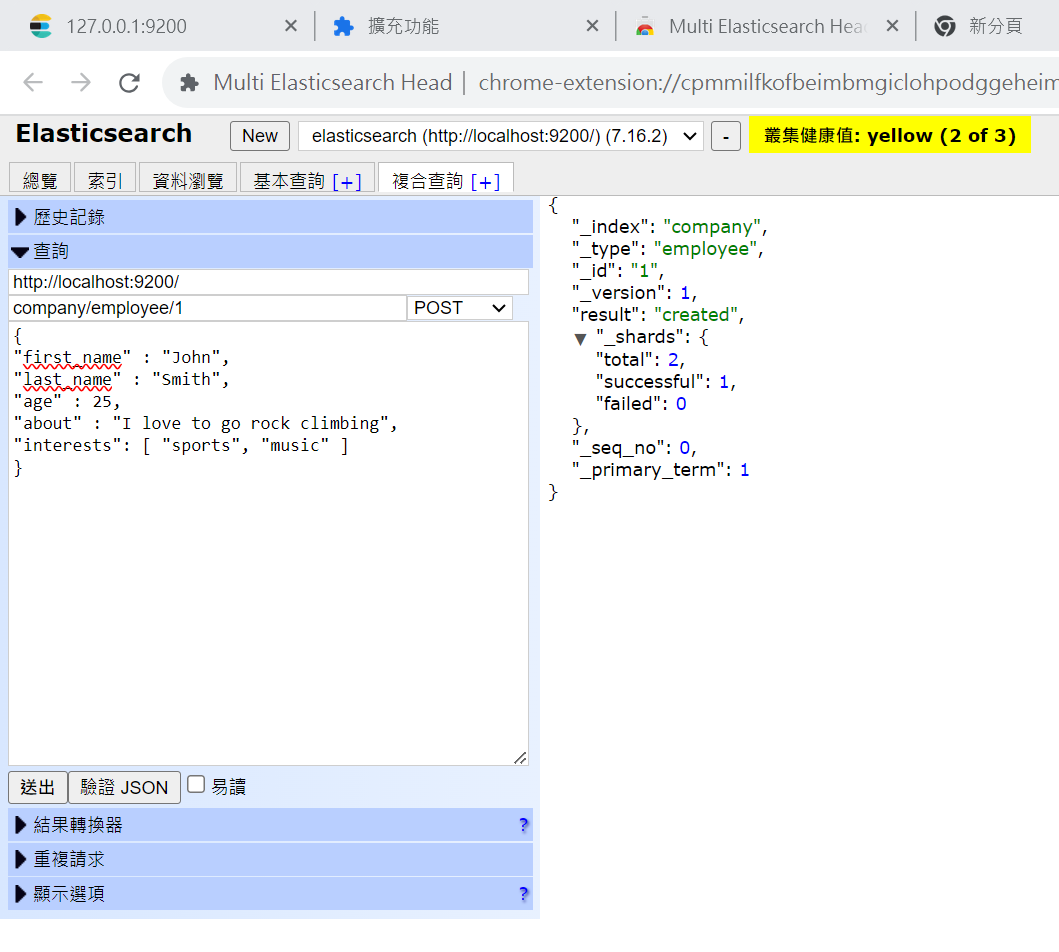 127.0.0.1:9200
擴充功能
Multi Elasticsearch Hea
新分頁
Multi Elasticsearch Head | chrome-extension://cpmmilfkofbeimbmgiclohpodggeheim
Elasticsearch
New
elasticsearch (http://localhost:9200/) (7.16.2)
-
叢集健康值: yellow (2 of 3)
總覽
索引
資料瀏覽
基本查詢 [+]
複合查詢 [+]
歷史記錄
查詢
http://localhost:9200/
company/employee/1
POST
{
"first_name" : "John",
"last_name" : "Smith",
"age" : 25,
"about" : "I love to go rock climbing",
"interests": [ "sports", "music" ]
}
送出
驗證 JSON
易讀
結果轉換器 ?
重複請求
顯示選項 ?
{
"_index": "company",
"_type": "employee",
"_id": "1",
"_version": 1,
"result": "created",
▼ "_shards": {
"total": 2,
"successful": 1,
"failed": 0
},
"_seq_no": 0,
"_primary_term": 1
}